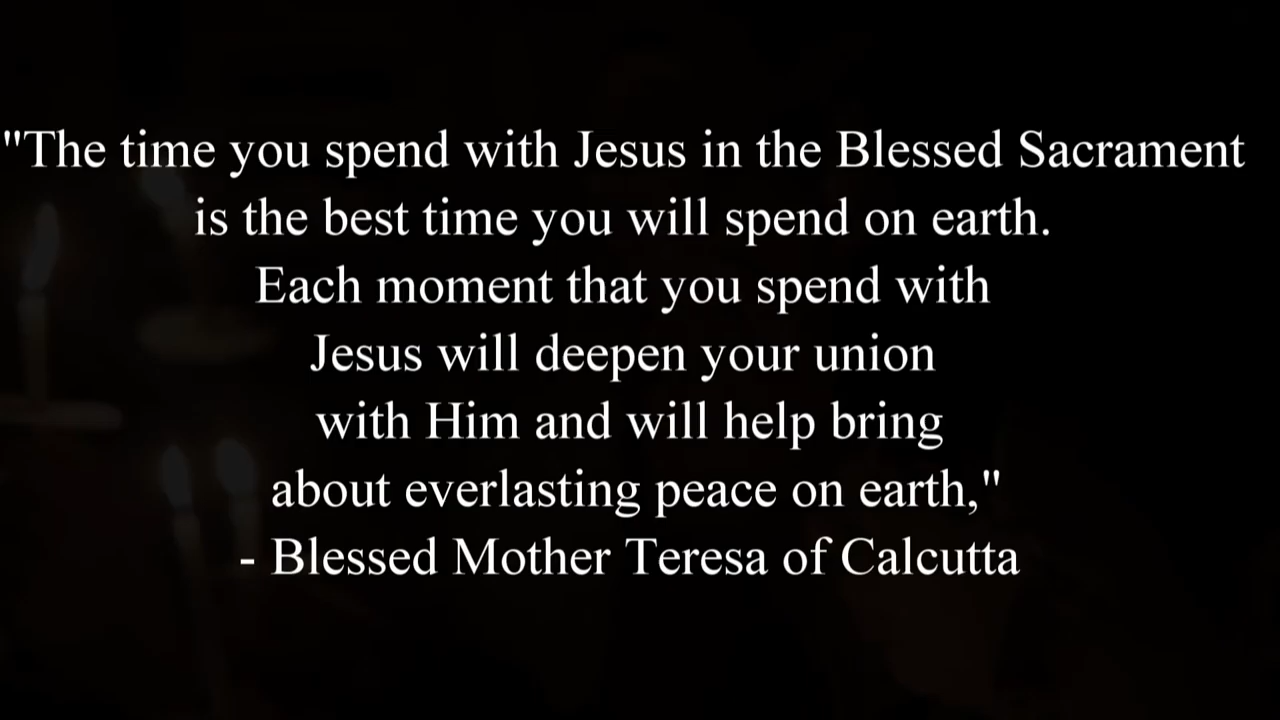 "The time you spend with Jesus in the Blessed Sacrament
is the best time you will spend on earth.
Each moment that you spend with
Jesus will deepen your union
with Him and will help bring
about everlasting peace on earth,"
- Blessed Mother Teresa of Calcutta